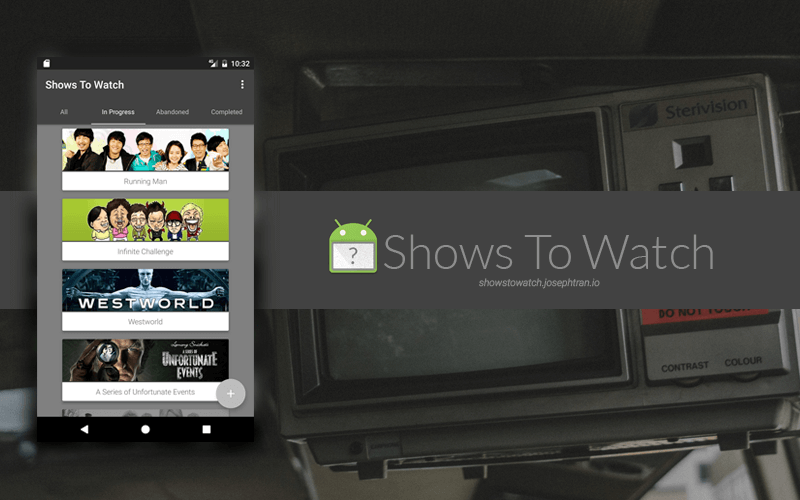 10:32
Shows To Watch
All
In Progress
Abandoned
Completed
Running Man
Infinite Challenge
WESTWORLD
Westworld
Lemony Snicket's
A SERIES OF
UNFORTUNATE
EVENTS
A Series of Unfortunate Events
+
?
Shows To Watch
showstowatch.josephtran.io
Sterivision
DO NOT TOUCH
CONTRAST
COLOUR